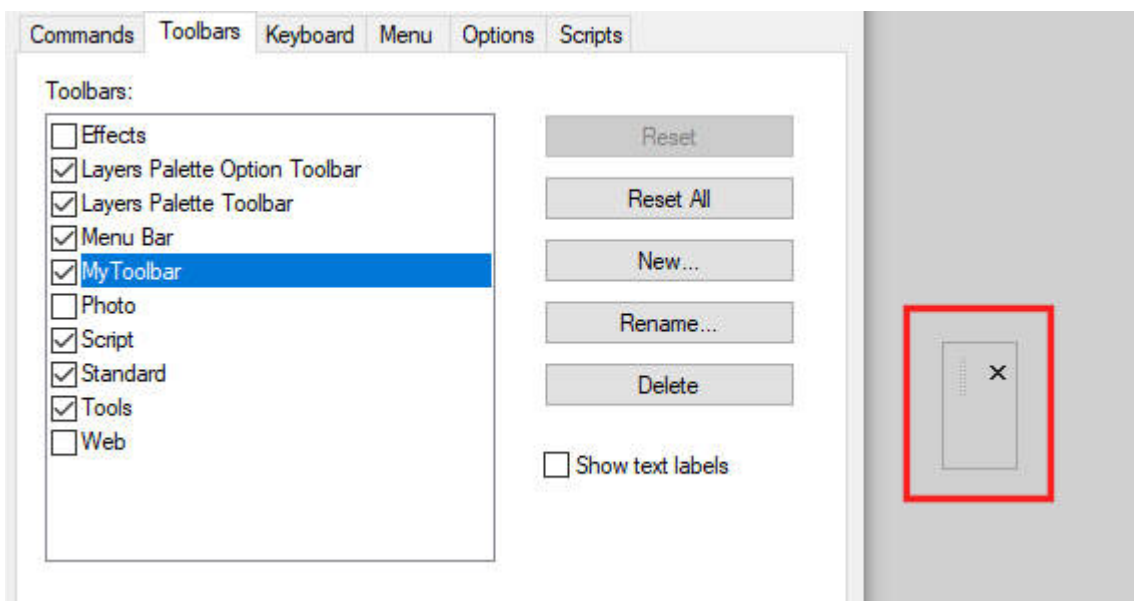 Commands Toolbars Keyboard Menu Options Scripts
Toolbars:
Effects
Layers Palette Option Toolbar
Layers Palette Toolbar
Menu Bar
MyToolbar
Photo
Script
Standard
Tools
Web
Reset
Reset All
New...
Rename...
Delete
Show text labels